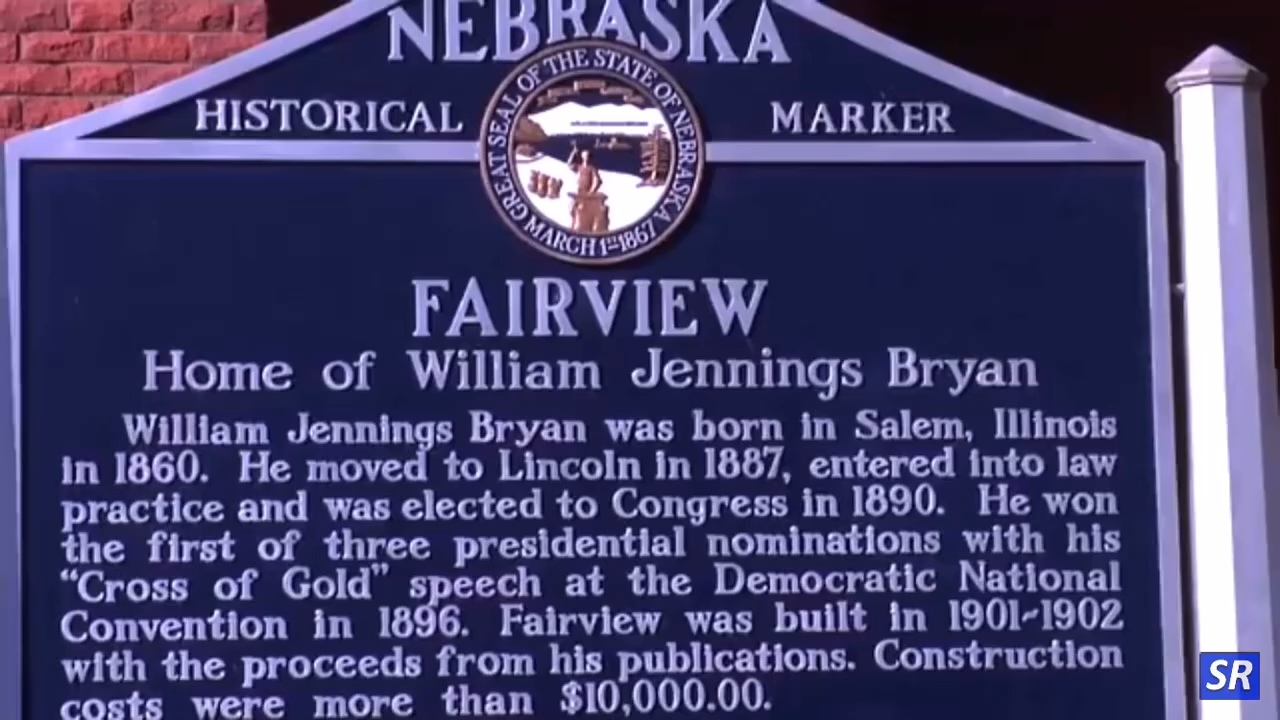 NEBRASKA
HISTORICAL MARKER
GREAT SEAL OF THE STATE OF NEBRASKA
MARCH 1ST 1867
FAIRVIEW
Home of William Jennings Bryan
William Jennings Bryan was born in Salem, Illinois
in 1860. He moved to Lincoln in 1887, entered into law
practice and was elected to Congress in 1890. He won
the first of three presidential nominations with his
“Cross of Gold” speech at the Democratic National
Convention in 1896. Fairview was built in 1901-1902
with the proceeds from his publications. Construction
costs were more than $10,000.00.
SR